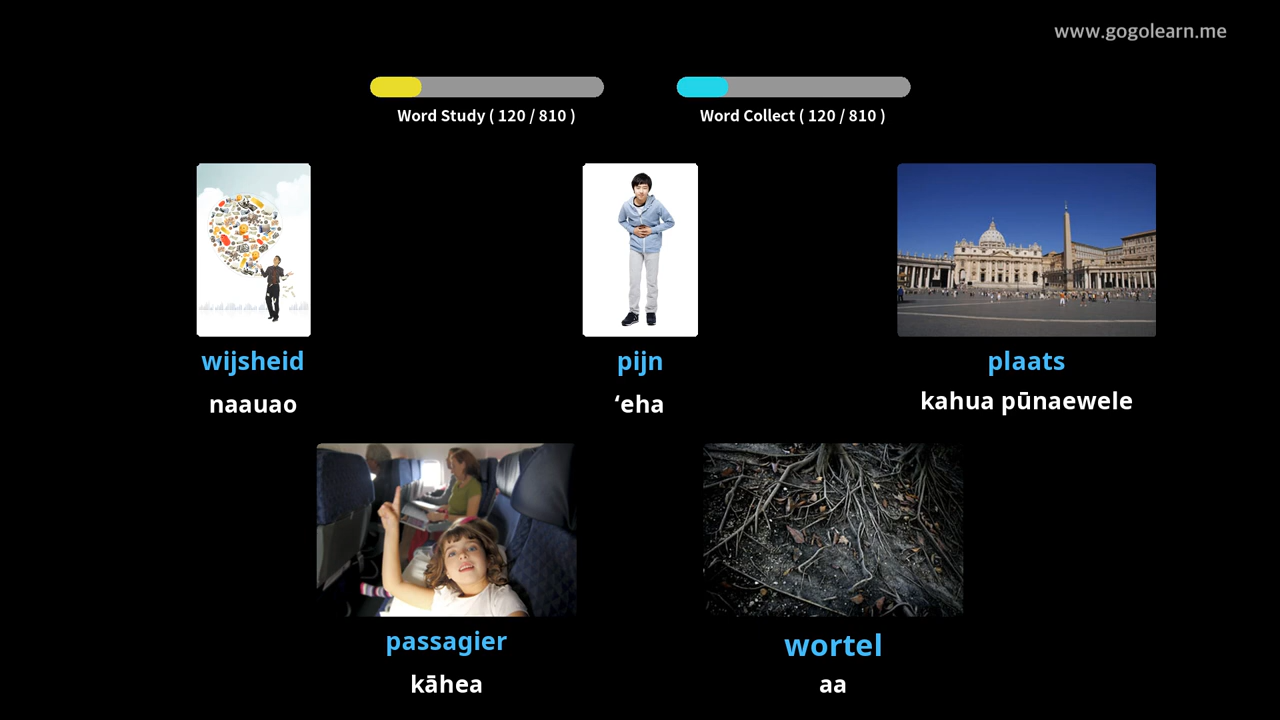 www.gogolearn.me
Word Study ( 120 / 810 )
Word Collect ( 120 / 810 )
wijsheid
naauao
pijn
ʻeha
plaats
kahua pūnaewele
passagier
kāhea
wortel
aa